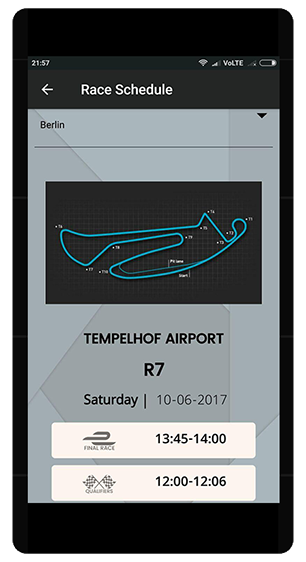 21:57 VoLTE
Race Schedule
Berlin
T4
T1
T6
T5
T3
T9
T2
T8
T7
T10
Pit lane
Start
TEMPELHOF AIRPORT
R7
Saturday | 10-06-2017
FINAL RACE 13:45-14:00
QUALIFIERS 12:00-12:06